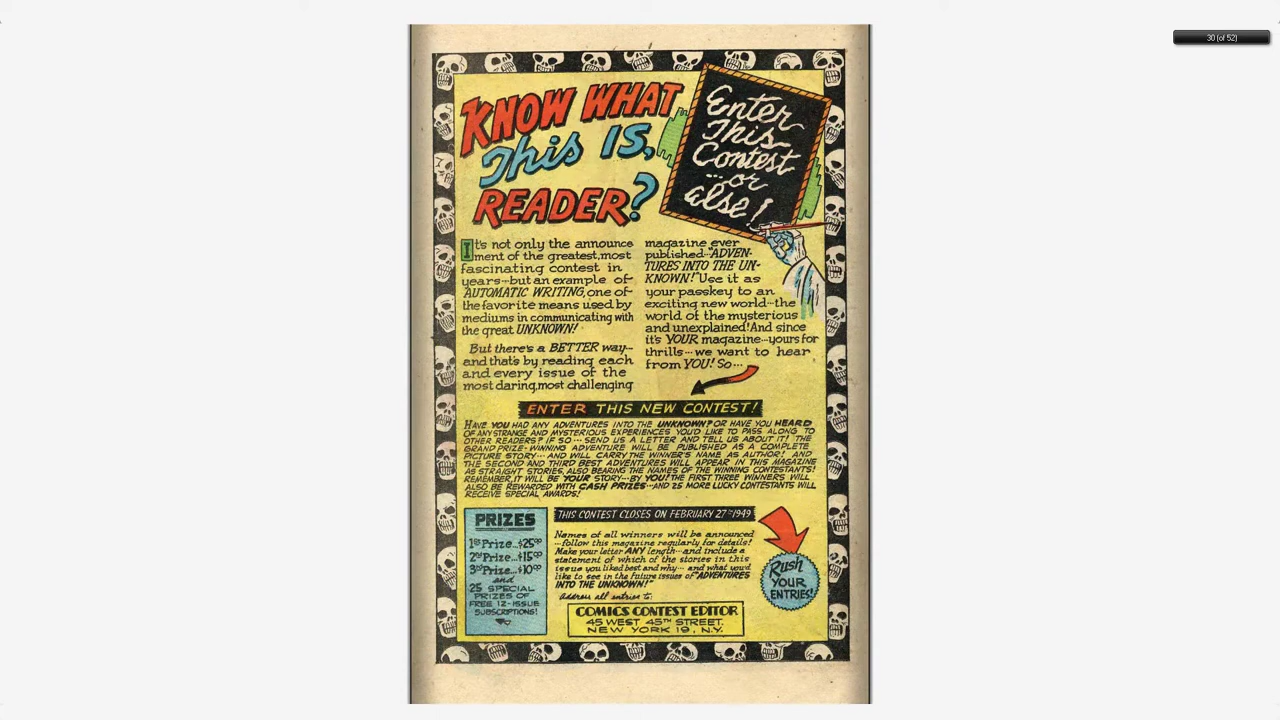 30 (of 52)
KNOW WHAT
This IS,
READER?
Enter
This
Contest
...or
else!
It's not only the announce
ment of the greatest, most
fascinating contest in
years--but an example of
AUTOMATIC WRITING, one of
the favorite means used by
mediums in communicating with
the great UNKNOWN!
But there's a BETTER way--
and thats by reading each
and every issue of the
most daring, most challenging
magazine ever
published--"ADVEN-
TURES INTO THE UN-
KNOWN!" Use it as
your passkey to an
exciting new world--the
world of the mysterious
and unexplained! And since
it's YOUR magazine--yours for
thrills--we want to hear
from YOU! So...
ENTER THIS NEW CONTEST!
HAVE YOU HAD ANY ADVENTURES INTO THE UNKNOWN? OR HAVE YOU HEARD
OF ANY STRANGE AND MYSTERIOUS EXPERIENCES YOU'D LIKE TO PASS ALONG TO
OTHER READERS? IF SO... SEND US A LETTER AND TELL US ABOUT IT! THE
GRAND PRIZE-WINNING ADVENTURE WILL BE PUBLISHED AS A COMPLETE
PICTURE STORY--AND WILL CARRY THE WINNER'S NAME AS AUTHOR! AND
THE SECOND AND THIRD BEST ADVENTURES WILL APPEAR IN THIS MAGAZINE
AS STRAIGHT STORIES, ALSO BEARING THE NAMES OF THE WINNING CONTESTANTS!
REMEMBER, IT WILL BE YOUR STORY--BY YOU! THE FIRST THREE WINNERS WILL
ALSO BE REWARDED WITH CASH PRIZES--AND 25 MORE LUCKY CONTESTANTS WILL
RECEIVE SPECIAL AWARDS!
PRIZES
1st Prize...$25.00
2nd Prize...$15.00
3rd Prize...$10.00
and
25 SPECIAL
PRIZES OF
FREE 12-ISSUE
SUBSCRIPTIONS!
THIS CONTEST CLOSES ON FEBRUARY 27TH 1949
Names of all winners will be announced
--follow this magazine regularly for details!
Make your letter ANY length--and include a
statement of which of the stories in this
issue you liked best and why--and what you'd
like to see in the future issues of "ADVENTURES
INTO THE UNKNOWN!"
Address all entries to:
COMICS CONTEST EDITOR
45 WEST 45TH STREET.
NEW YORK 19, N.Y.
Rush
YOUR
ENTRIES!